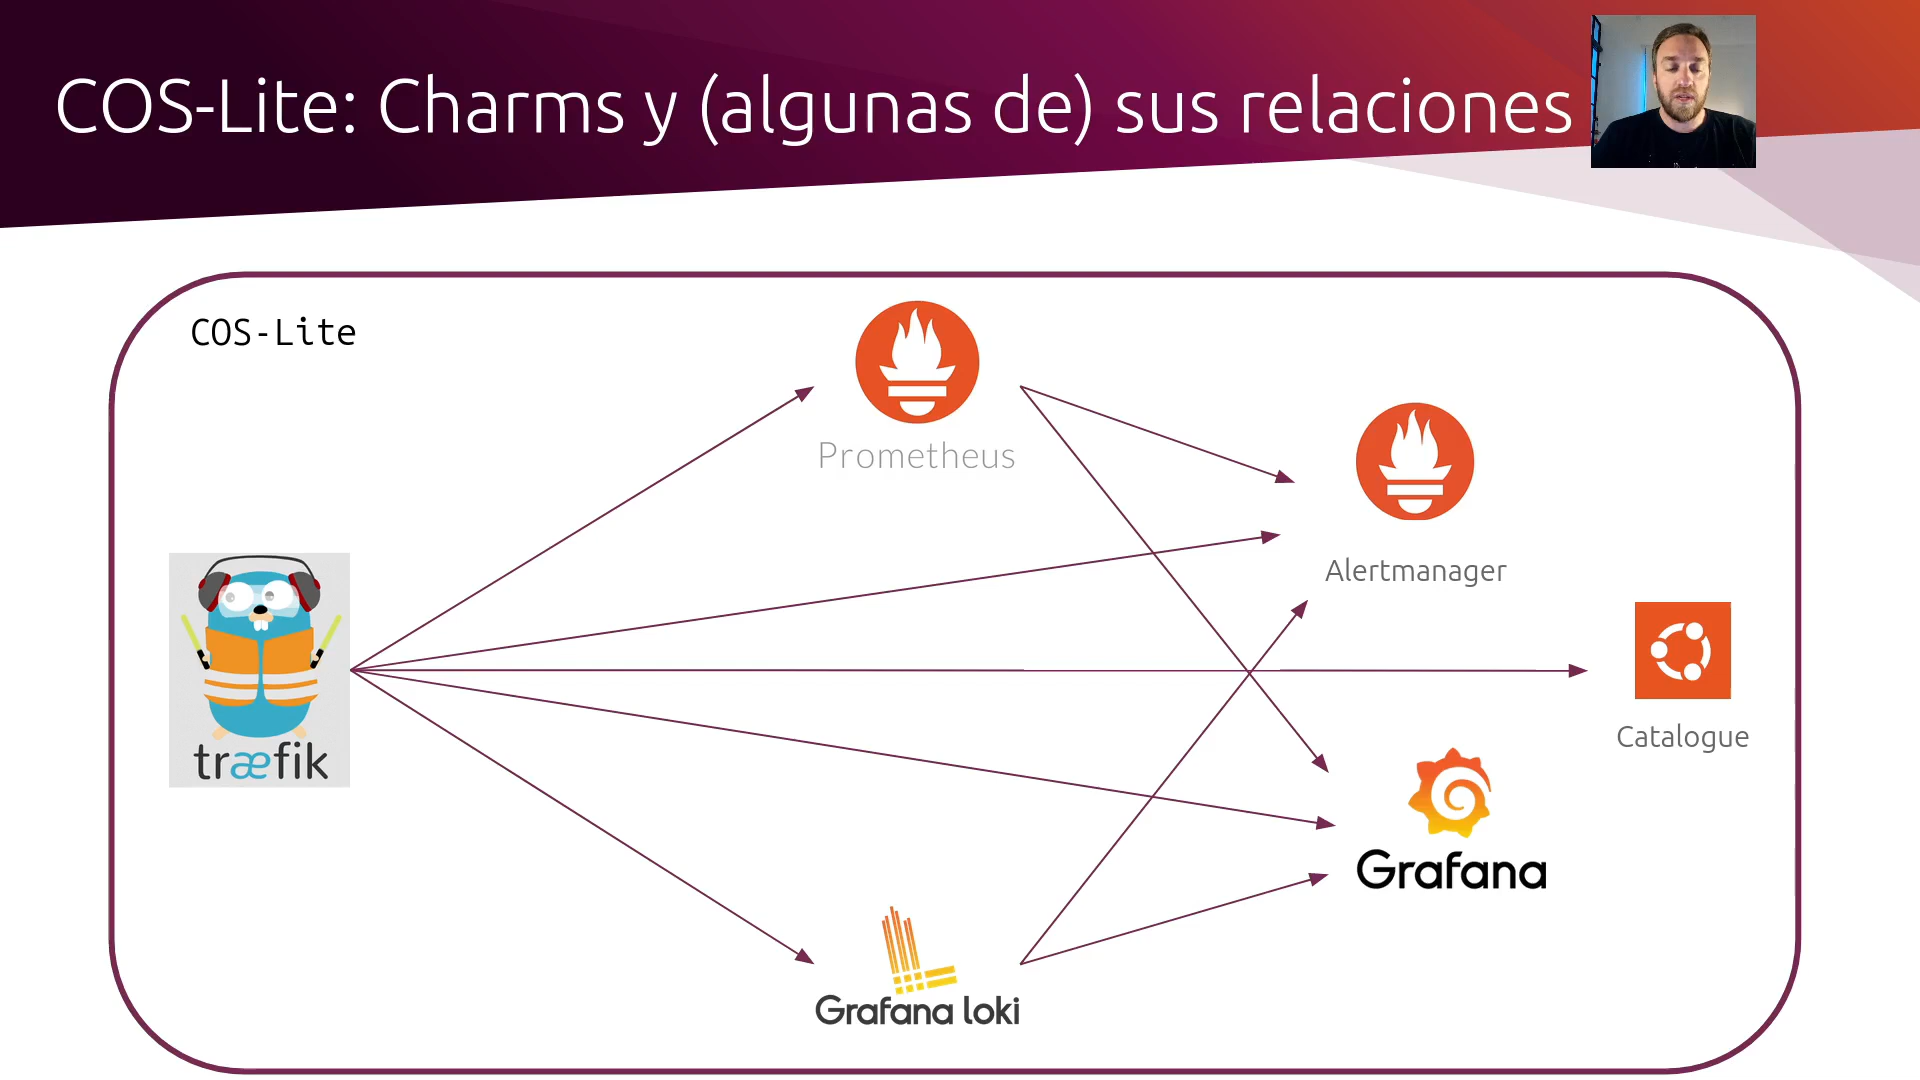 COS-Lite: Charms y (algunas de) sus relaciones
COS-Lite
Prometheus
Alertmanager
træfik
Catalogue
Grafana
Grafana loki